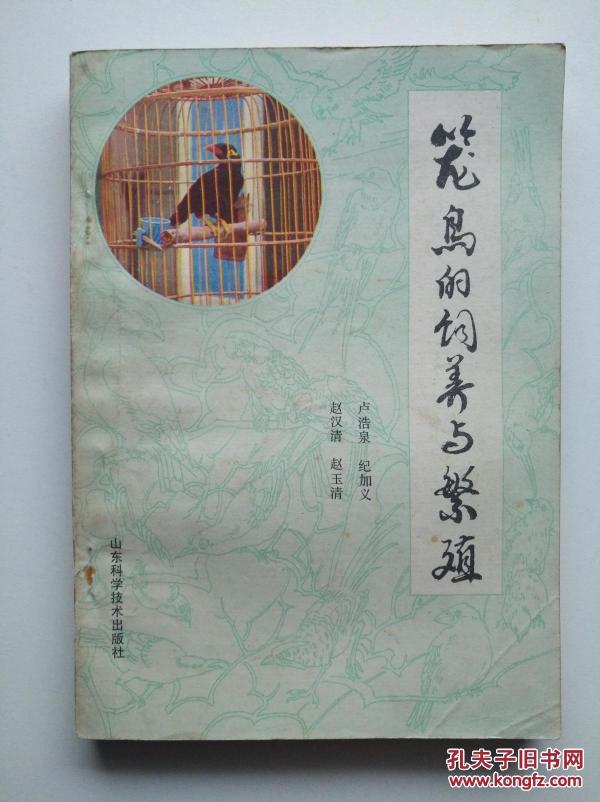 笼鸟的饲养与繁殖
卢浩泉 纪加义
赵汉清 赵玉清
山东科学技术出版社
孔夫子旧书网
www.kongfz.com